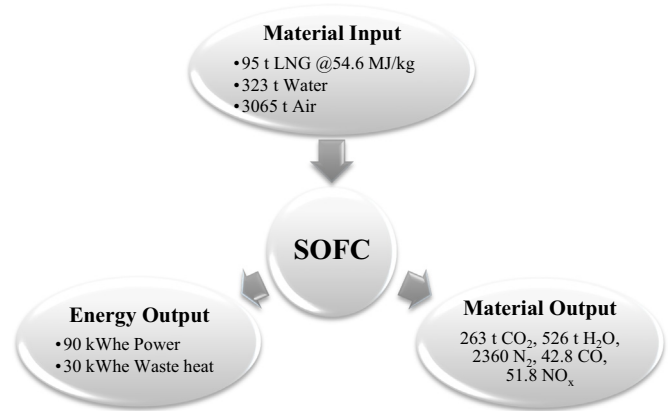 Material Input
•95 t LNG @54.6 MJ/kg
•323 t Water
•3065 t Air
SOFC
Energy Output
•90 kWhe Power
•30 kWhe Waste heat
Material Output
263 t CO₂, 526 t H₂O,
2360 N₂, 42.8 CO,
51.8 NOₓ